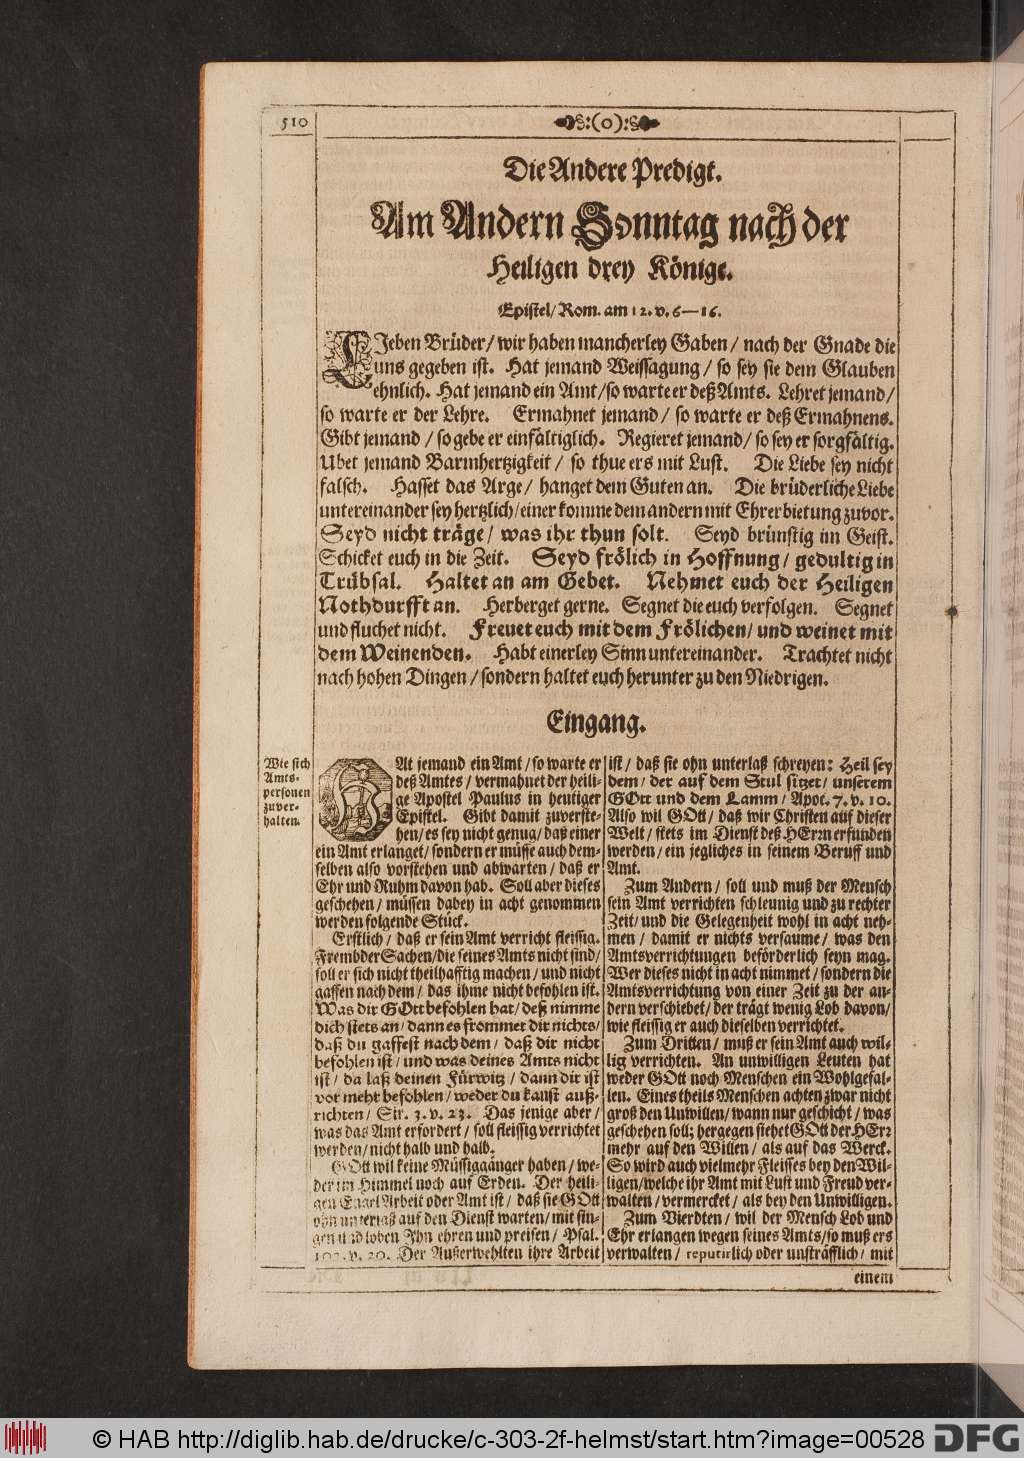 510
:(o):
Die Andere Predigt.
Am Andern Sonntag nach der
Heiligen drey Könige.
Epistel/ Rom. am 12. v. 6—16.
LIeben Brüder/ wir haben mancherley Gaben/ nach der Gnade die
uns gegeben ist. Hat jemand Weissagung/ so sey sie dem Glauben
ehnlich. Hat jemand ein Amt/ so warte er deß Amts. Lehret jemand/
so warte er der Lehre. Ermahnet jemand/ so warte er deß Ermahnens.
Gibt jemand/ so gebe er einfältiglich. Regieret jemand/ so sey er sorgfältig.
Ubet jemand Barmhertzigkeit/ so thue ers mit Lust. Die Liebe sey nicht
falsch. Hasset das Arge/ hanget dem Guten an. Die brüderliche Liebe
untereinander sey hertzlich/ einer komme dem andern mit Ehrerbietung zuvor.
Seyd nicht träge/ was ihr thun solt. Seyd brünstig im Geist.
Schicket euch in die Zeit. Seyd frölich in Hoffnung/ gedultig in
Trübsal. Haltet an am Gebet. Nehmet euch der Heiligen
Nothdurfft an. Herberget gerne. Segnet die euch verfolgen. Segnet
und fluchet nicht. Freuet euch mit dem Frölichen/ und weinet mit
dem Weinenden. Habt einerley Sinn untereinander. Trachtet nicht
nach hohen Dingen/ sondern haltet euch herunter zu den Niedrigen.
Eingang.
Wie sich
Amts-
personen
zuver-
halten.
HAt jemand ein Amt/ so warte er
deß Amtes/ vermahnet der heili-
ge Apostel Paulus in heutiger
Epistel. Gibt damit zuverste-
hen/ es sey nicht genug/ daß einer
ein Amt erlanget/ sondern er müsse auch dem-
selben also vorstehen und abwarten/ daß er
Ehr und Ruhm davon hab. Soll aber dieses
geschehen/ müssen dabey in acht genommen
werden folgende Stück.
Erstlich/ daß er sein Amt verricht fleissig.
Frembder Sachen/ die seines Amts nicht sind/
soll er sich nicht theilhafftig machen/ und nicht
gaffen nach dem/ das ihme nicht befohlen ist.
Was dir GOtt befohlen hat/ deß nimme
dich stets an/ dann es frommet dir nichts/
daß du gaffest nach dem/ daß dir nicht
befohlen ist/ und was deines Amts nicht
ist/ da laß deinen Fürwitz/ dann dir ist
vor mehr befohlen/ weder du kanst auß-
richten/ Sir. 3. v. 23. Das jenige aber/
was das Amt erfordert/ soll fleissig verrichtet
werden/ nicht halb und halb.
GOtt wil keine Müssiggänger haben/ we-
der im Himmel noch auf Erden. Der heili-
gen Engel Arbeit oder Amt ist/ daß sie GOtt
ohn unterlaß auf den Dienst warten/ mit sin-
gen und loben Ihn ehren und preisen/ Psal.
103. v. 20. Der Außerwehlten ihre Arbeit
ist/ daß sie ohn unterlaß schreyen: Heil sey
dem/ der auf dem Stul sitzet/ unserem
GOtt und dem Lamm/ Apoc. 7. v. 10.
Also wil GOtt/ daß wir Christen auf dieser
Welt/ stets im Dienst deß HErrn erfunden
werden/ ein jegliches in seinem Beruff und
Amt.
Zum Andern/ soll und muß der Mensch
sein Amt verrichten schleunig und zu rechter
Zeit/ und die Gelegenheit wohl in acht neh-
men/ damit er nichts versaume/ was den
Amtsverrichtungen beförderlich seyn mag.
Wer dieses nicht in acht nimmet/ sondern die
Amtsverrichtung von einer Zeit zu der an-
dern verschiebet/ der trägt wenig Lob davon/
wie fleissig er auch dieselben verrichtet.
Zum Dritten/ muß er sein Amt auch wil-
lig verrichten. An unwilligen Leuten hat
weder GOtt noch Menschen ein Wohlgefal-
len. Eines theils Menschen achten zwar nicht
groß den Unwillen/ wann nur geschicht/ was
geschehen soll; hergegen siehet GOtt der HErr
mehr auf den Willen/ als auf das Werck.
So wird auch vielmehr Fleisses bey den Wil-
ligen/ welche ihr Amt mit Lust und Freud ver-
walten/ vermercket/ als bey den Unwilligen.
Zum Vierdten/ wil der Mensch Lob und
Ehr erlangen wegen seines Amts/ so muß ers
verwalten/ reputirlich oder unsträfflich/ mit
einem
© HAB http://diglib.hab.de/drucke/c-303-2f-helmst/start.htm?image=00528
DFG